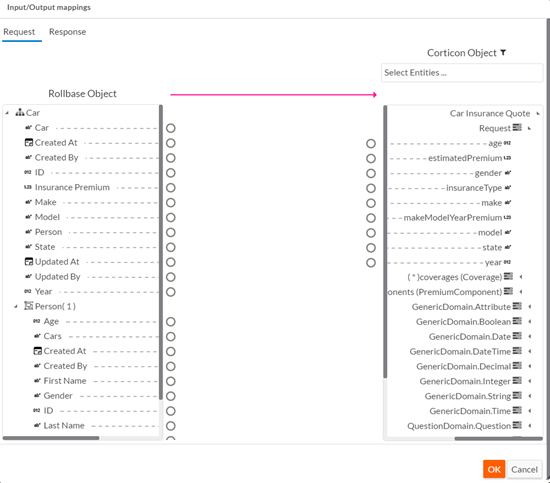 Input/Output mappings
Request
Response
Corticon Object
Select Entities ...
Rollbase Object
Car
Car
Created At
Created By
ID
Insurance Premium
Make
Model
Person
State
Updated At
Updated By
Year
Person( 1 )
Age
Cars
Created At
Created By
First Name
Gender
ID
Last Name
Car Insurance Quote
Request
age
estimatedPremium
gender
insuranceType
make
makeModelYearPremium
model
state
year
( * )coverages (Coverage)
onents (PremiumComponent)
GenericDomain.Attribute
GenericDomain.Boolean
GenericDomain.Date
GenericDomain.DateTime
GenericDomain.Decimal
GenericDomain.Integer
GenericDomain.String
GenericDomain.Time
QuestionDomain.Question
OK
Cancel